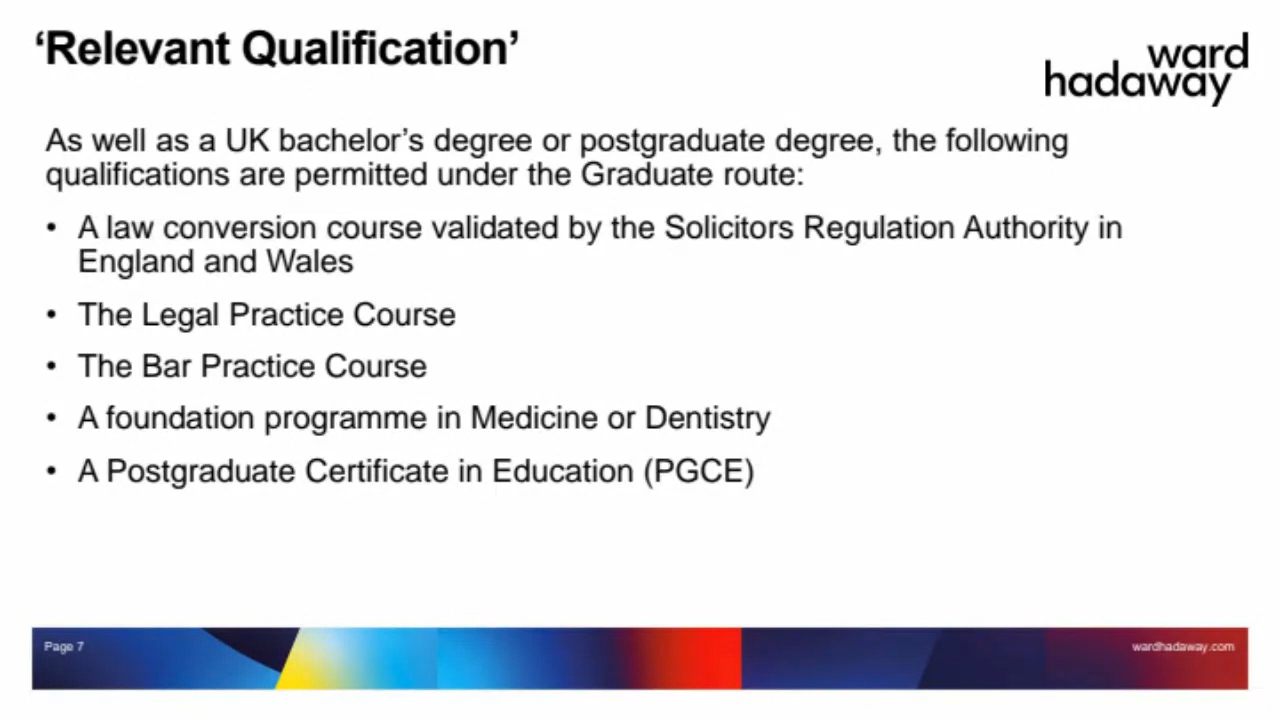 ‘Relevant Qualification’
ward
hadaway
As well as a UK bachelor’s degree or postgraduate degree, the following
qualifications are permitted under the Graduate route:
• A law conversion course validated by the Solicitors Regulation Authority in
England and Wales
• The Legal Practice Course
• The Bar Practice Course
• A foundation programme in Medicine or Dentistry
• A Postgraduate Certificate in Education (PGCE)
Page 7
wardhadaway.com